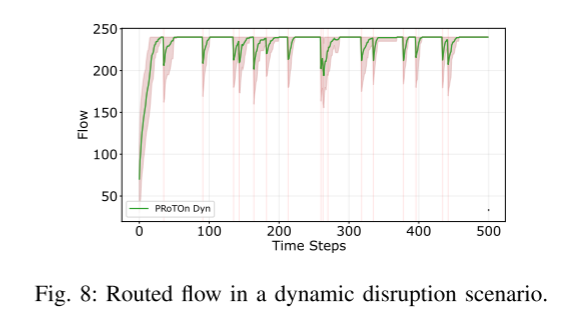 250
200
150
100
50
Flow
PRoTOn Dyn
0 100 200 300 400 500
Time Steps
Fig. 8: Routed flow in a dynamic disruption scenario.